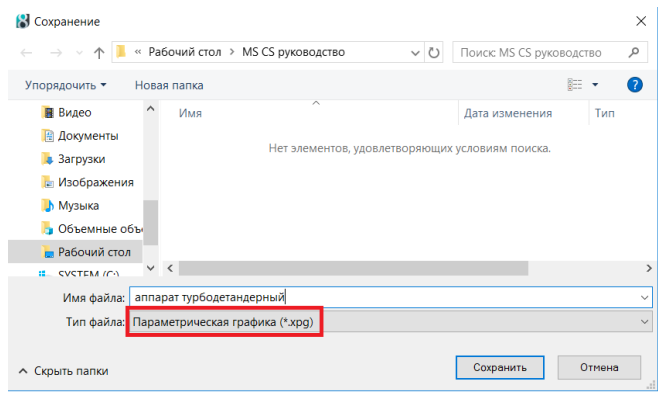 Сохранение
« Рабочий стол > MS CS руководство
Поиск: MS CS руководство
Упорядочить
Новая папка
Видео
Документы
Загрузки
Изображения
Музыка
Объемные объ
Рабочий стол
SYSTEM (C:)
Имя
Дата изменения
Тип
Нет элементов, удовлетворяющих условиям поиска.
Имя файла: аппарат турбодетандерный
Тип файла: Параметрическая графика (*.xpg)
Скрыть папки
Сохранить
Отмена